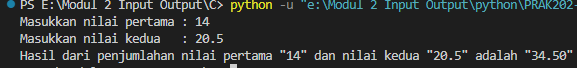 PS E:\Modul 2 Input Output\C> python -u "e:\Modul 2 Input Output\python\PRAK202-
Masukkan nilai pertama : 14
Masukkan nilai kedua : 20.5
Hasil dari penjumlahan nilai pertama "14" dan nilai kedua "20.5" adalah "34.50"